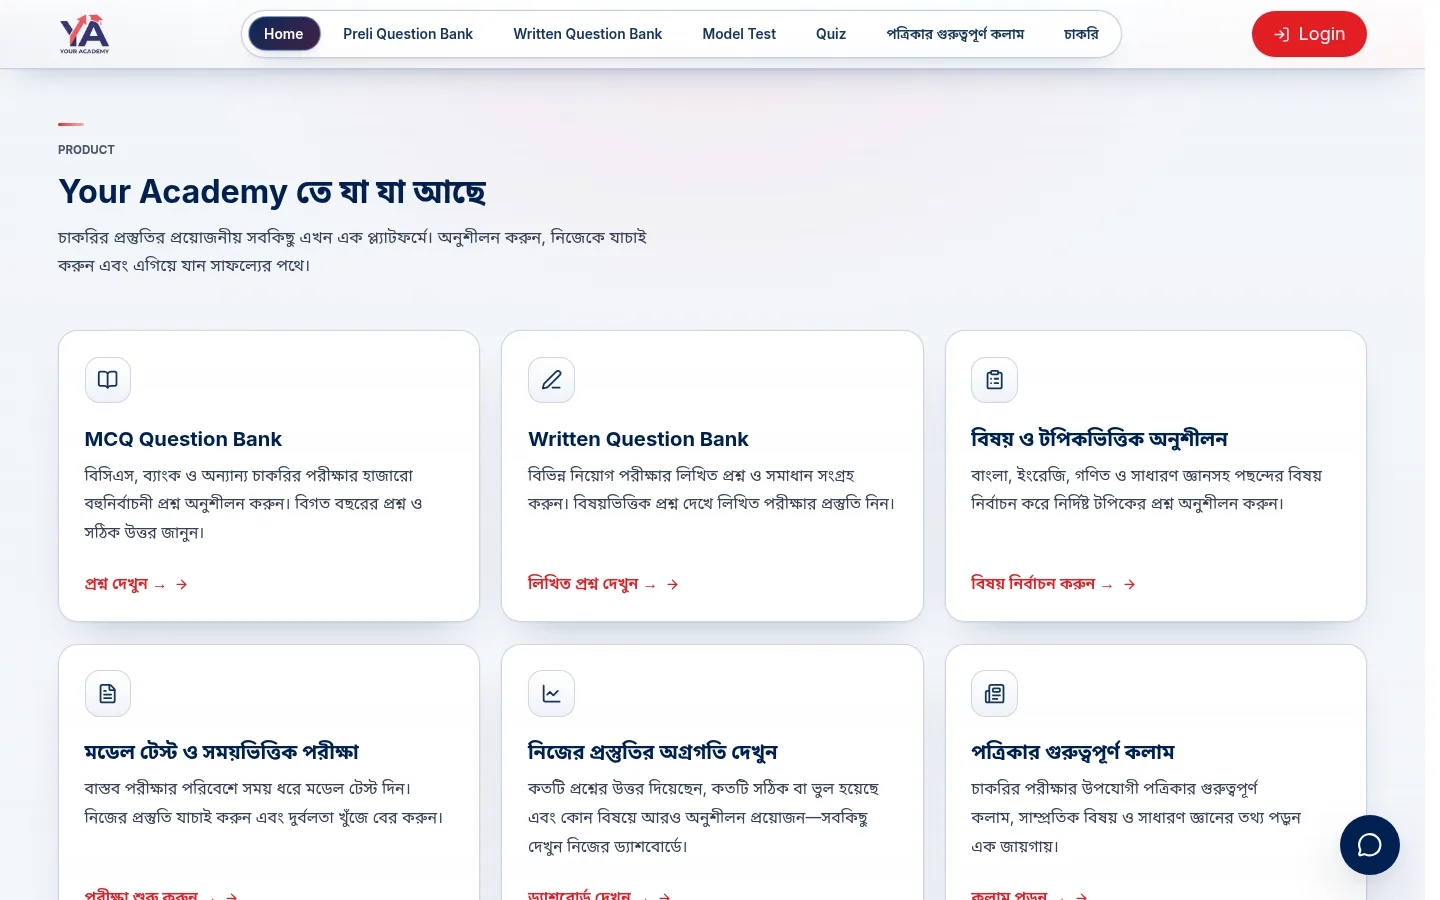 YA
YOUR ACADEMY
Home
Preli Question Bank
Written Question Bank
Model Test
Quiz
পত্রিকার গুরুত্বপূর্ণ কলাম
চাকরি
Login
PRODUCT
Your Academy তে যা যা আছে
চাকরির প্রস্তুতির প্রয়োজনীয় সবকিছু এখন এক প্ল্যাটফর্মে। অনুশীলন করুন, নিজেকে যাচাই
করুন এবং এগিয়ে যান সাফল্যের পথে।
MCQ Question Bank
বিসিএস, ব্যাংক ও অন্যান্য চাকরির পরীক্ষার হাজারো
বহুনির্বাচনী প্রশ্ন অনুশীলন করুন। বিগত বছরের প্রশ্ন ও
সঠিক উত্তর জানুন।
প্রশ্ন দেখুন → →
Written Question Bank
বিভিন্ন নিয়োগ পরীক্ষার লিখিত প্রশ্ন ও সমাধান সংগ্রহ
করুন। বিষয়ভিত্তিক প্রশ্ন দেখে লিখিত পরীক্ষার প্রস্তুতি নিন।
লিখিত প্রশ্ন দেখুন → →
বিষয় ও টপিকভিত্তিক অনুশীলন
বাংলা, ইংরেজি, গণিত ও সাধারণ জ্ঞানসহ পছন্দের বিষয়
নির্বাচন করে নির্দিষ্ট টপিকের প্রশ্ন অনুশীলন করুন।
বিষয় নির্বাচন করুন → →
মডেল টেস্ট ও সময়ভিত্তিক পরীক্ষা
বাস্তব পরীক্ষার পরিবেশে সময় ধরে মডেল টেস্ট দিন।
নিজের প্রস্তুতি যাচাই করুন এবং দুর্বলতা খুঁজে বের করুন।
পরীক্ষা শুরু করুন → →
নিজের প্রস্তুতির অগ্রগতি দেখুন
কতটি প্রশ্নের উত্তর দিয়েছেন, কতটি সঠিক বা ভুল হয়েছে
এবং কোন বিষয়ে আরও অনুশীলন প্রয়োজন—সবকিছু
দেখুন নিজের ড্যাশবোর্ডে।
ড্যাশবোর্ড দেখুন → →
পত্রিকার গুরুত্বপূর্ণ কলাম
চাকরির পরীক্ষার উপযোগী পত্রিকার গুরুত্বপূর্ণ
কলাম, সাম্প্রতিক বিষয় ও সাধারণ জ্ঞানের তথ্য পড়ুন
এক জায়গায়।
কলাম পড়ুন → →